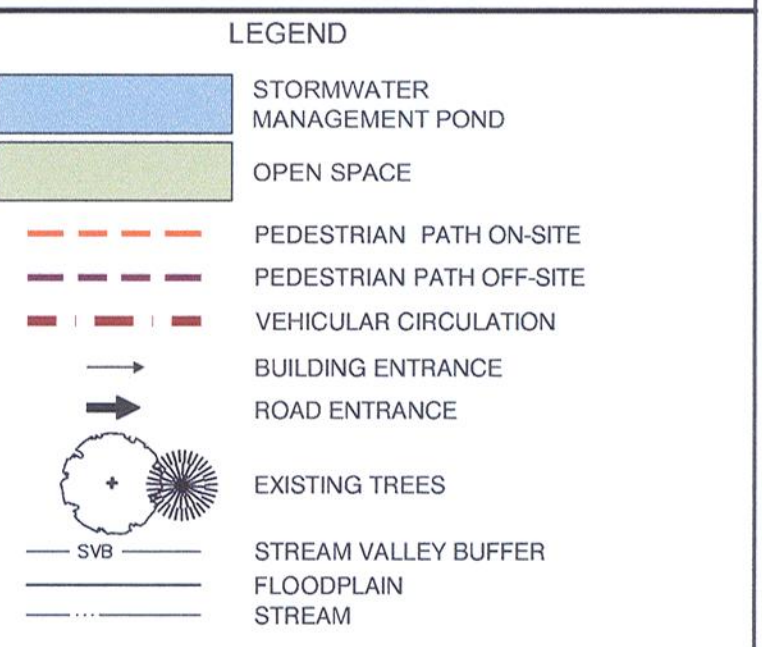 LEGEND
STORMWATER
MANAGEMENT POND
OPEN SPACE
PEDESTRIAN PATH ON-SITE
PEDESTRIAN PATH OFF-SITE
VEHICULAR CIRCULATION
BUILDING ENTRANCE
ROAD ENTRANCE
EXISTING TREES
SVB STREAM VALLEY BUFFER
FLOODPLAIN
STREAM